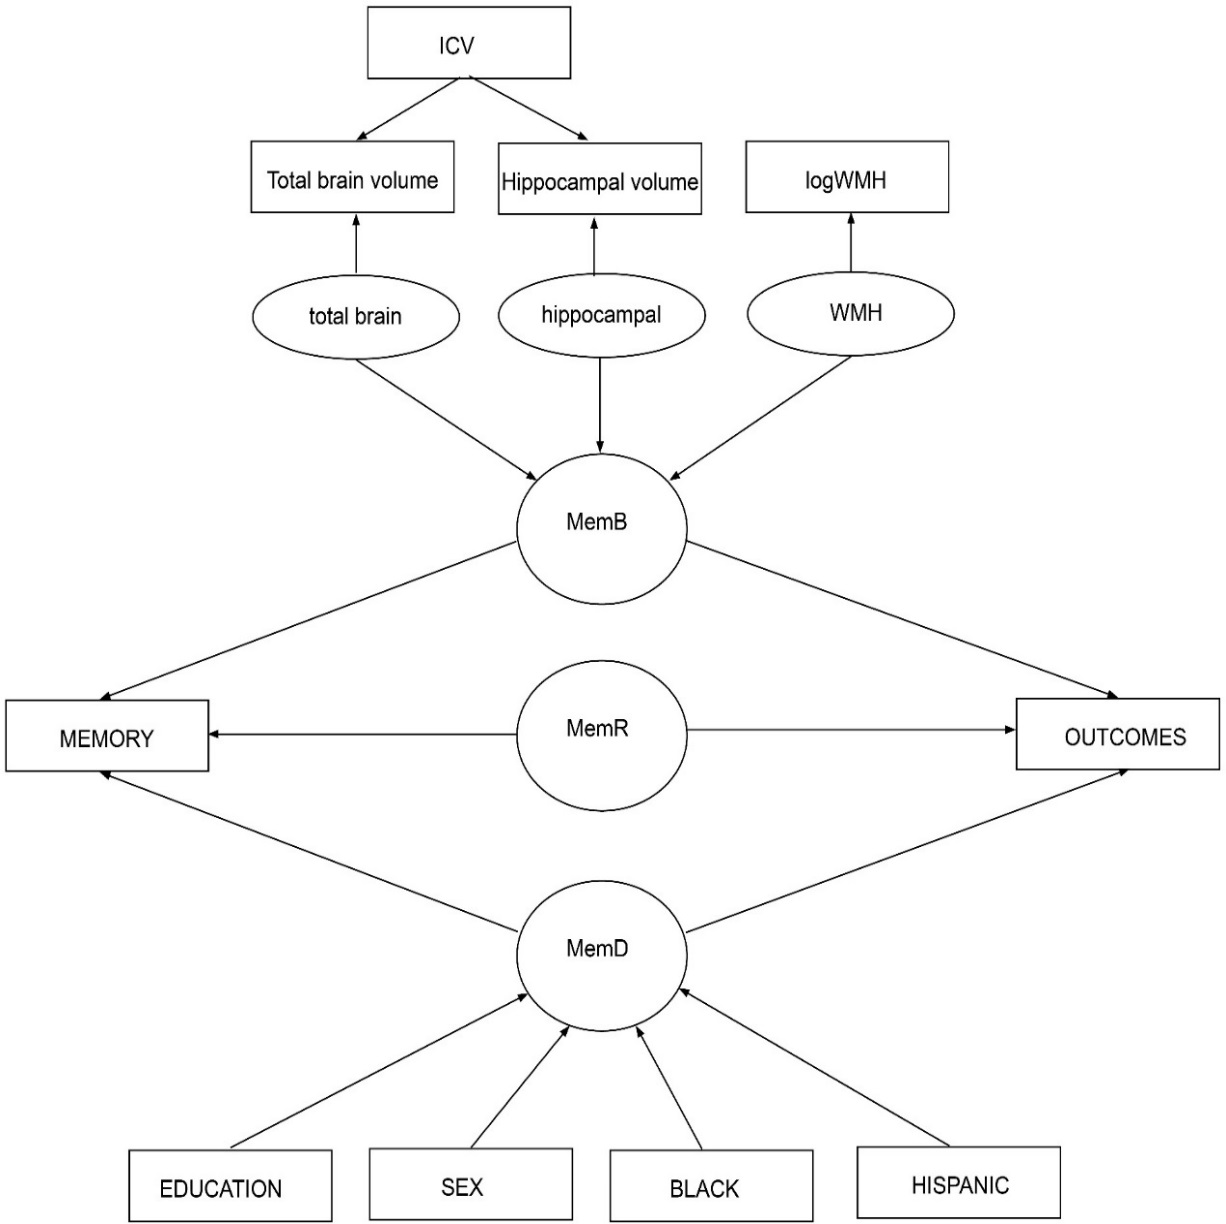 ICV
Total brain volume
Hippocampal volume
logWMH
total brain
hippocampal
WMH
MemB
MEMORY
MemR
OUTCOMES
MemD
EDUCATION
SEX
BLACK
HISPANIC